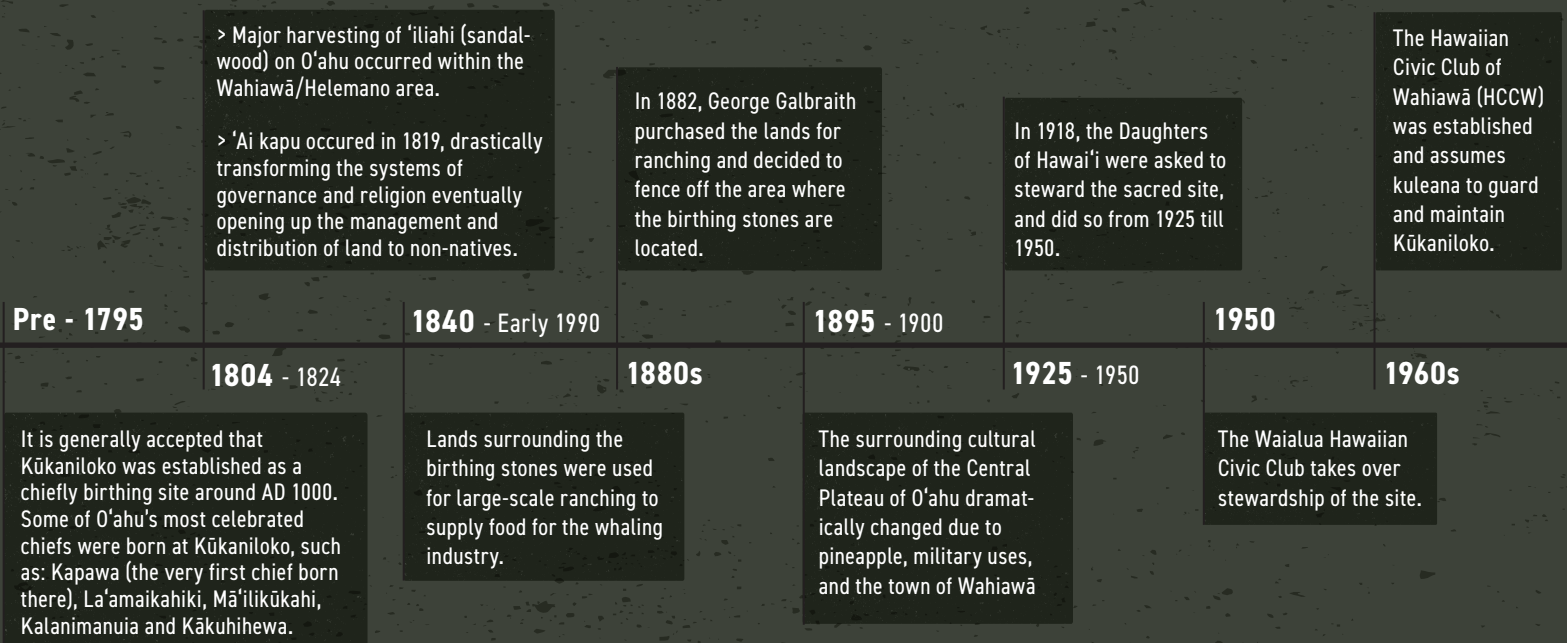 Pre - 1795
It is generally accepted that
Kūkaniloko was established as a
chiefly birthing site around AD 1000.
Some of Oʻahu's most celebrated
chiefs were born at Kūkaniloko, such
as: Kapawa (the very first chief born
there), Laʻamaikahiki, Māʻilikūkahi,
Kalanimanuia and Kākuhihewa.
> Major harvesting of ʻiliahi (sandal-
wood) on Oʻahu occurred within the
Wahiawā/Helemano area.
> ʻAi kapu occured in 1819, drastically
transforming the systems of
governance and religion eventually
opening up the management and
distribution of land to non-natives.
1804 - 1824
1840 - Early 1990
Lands surrounding the
birthing stones were used
for large-scale ranching to
supply food for the whaling
industry.
In 1882, George Galbraith
purchased the lands for
ranching and decided to
fence off the area where
the birthing stones are
located.
1880s
1895 - 1900
The surrounding cultural
landscape of the Central
Plateau of Oʻahu dramat-
ically changed due to
pineapple, military uses,
and the town of Wahiawā
In 1918, the Daughters
of Hawaiʻi were asked to
steward the sacred site,
and did so from 1925 till
1950.
1925 - 1950
1950
The Waialua Hawaiian
Civic Club takes over
stewardship of the site.
The Hawaiian
Civic Club of
Wahiawā (HCCW)
was established
and assumes
kuleana to guard
and maintain
Kūkaniloko.
1960s